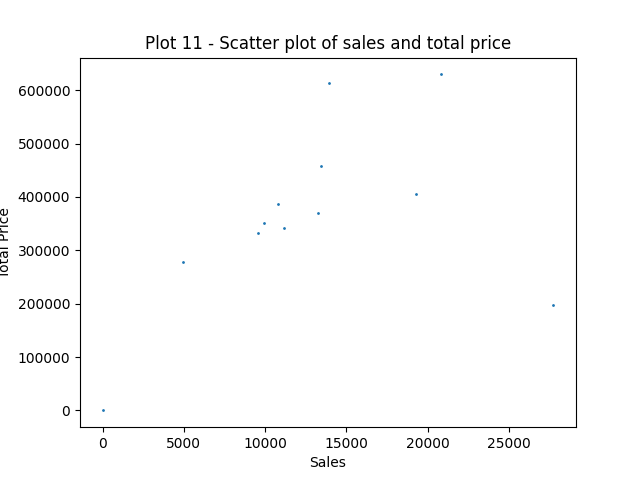 Plot 11 - Scatter plot of sales and total price
600000
500000
400000
300000
200000
100000
0
Total Price
0 5000 10000 15000 20000 25000
Sales